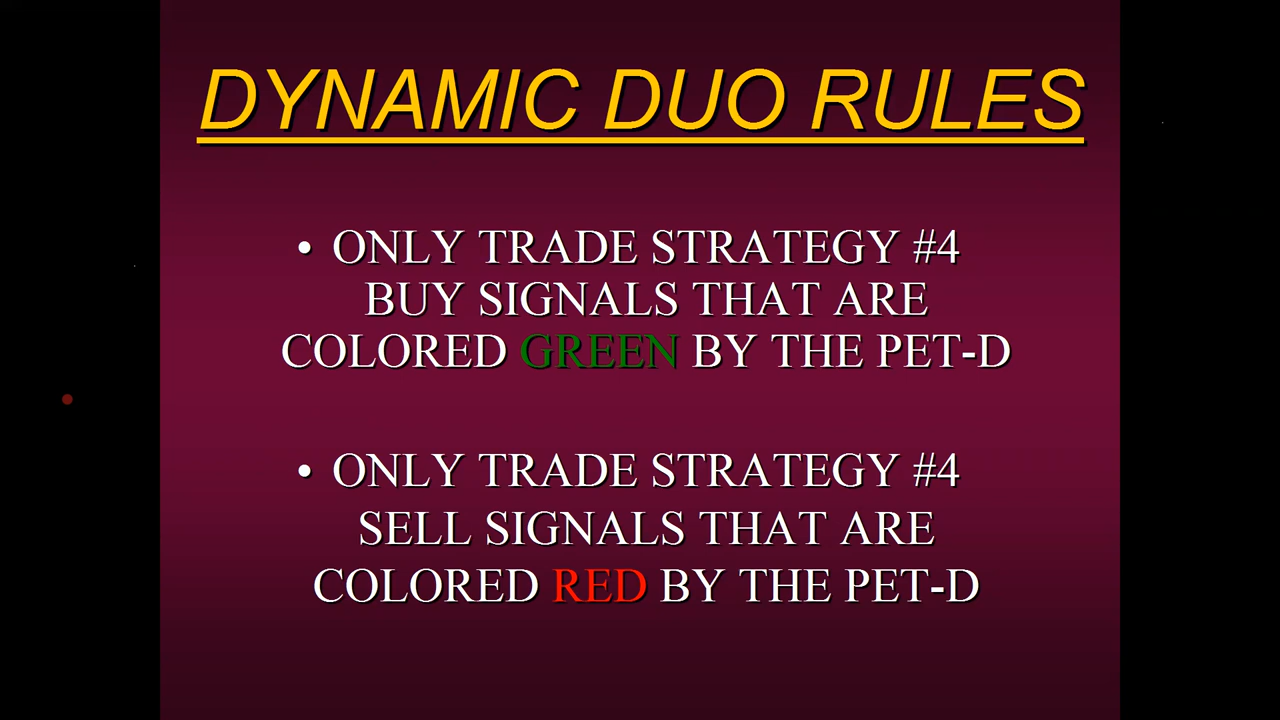 DYNAMIC DUO RULES
• ONLY TRADE STRATEGY #4
BUY SIGNALS THAT ARE
COLORED GREEN BY THE PET-D
• ONLY TRADE STRATEGY #4
SELL SIGNALS THAT ARE
COLORED RED BY THE PET-D